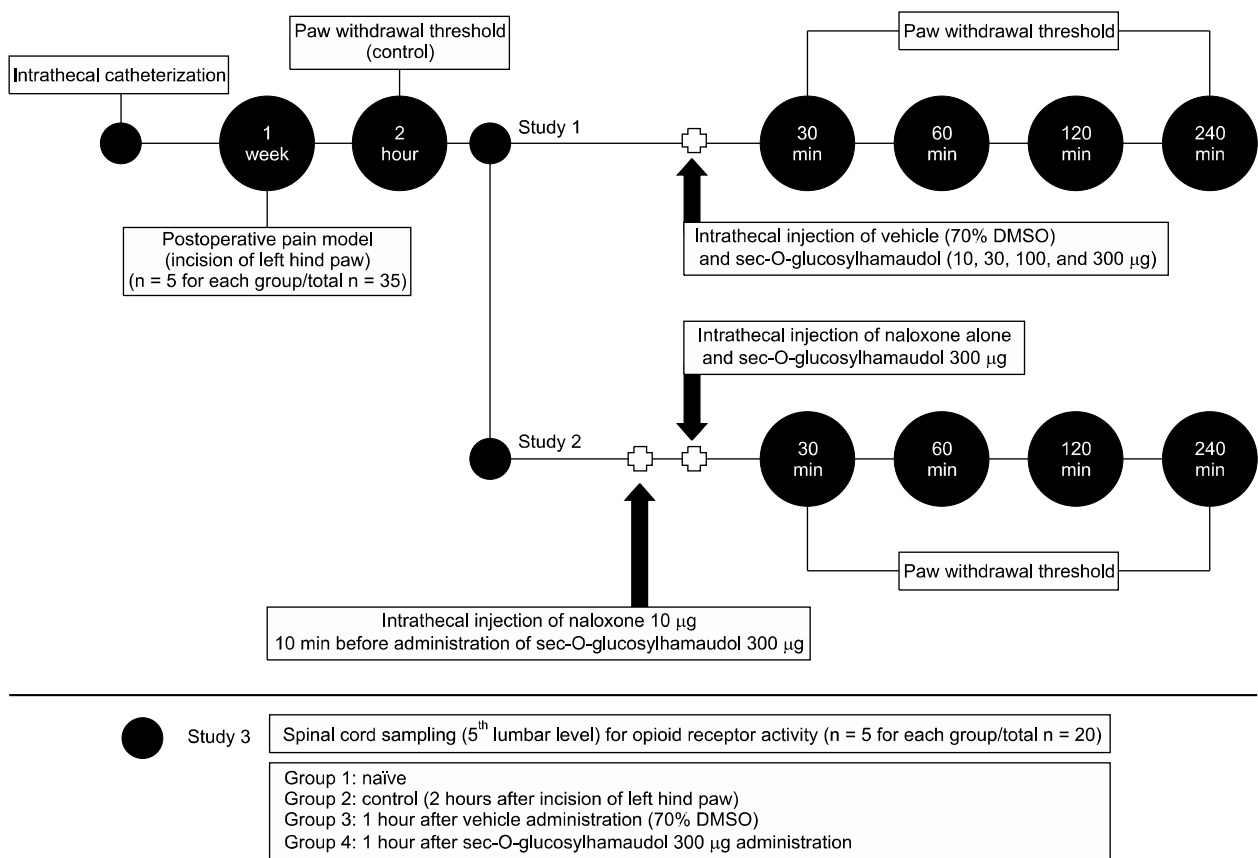 Paw withdrawal threshold
(control)
Intrathecal catheterization
1
week
2
hour
Study 1
Paw withdrawal threshold
30
min
60
min
120
min
240
min
Postoperative pain model
(incision of left hind paw)
(n = 5 for each group/total n = 35)
Intrathecal injection of vehicle (70% DMSO)
and sec-O-glucosylhamaudol (10, 30, 100, and 300 μg)
Intrathecal injection of naloxone alone
and sec-O-glucosylhamaudol 300 μg
Study 2
30
min
60
min
120
min
240
min
Paw withdrawal threshold
Intrathecal injection of naloxone 10 μg
10 min before administration of sec-O-glucosylhamaudol 300 μg
Study 3
Spinal cord sampling (5th lumbar level) for opioid receptor activity (n = 5 for each group/total n = 20)
Group 1: naïve
Group 2: control (2 hours after incision of left hind paw)
Group 3: 1 hour after vehicle administration (70% DMSO)
Group 4: 1 hour after sec-O-glucosylhamaudol 300 μg administration